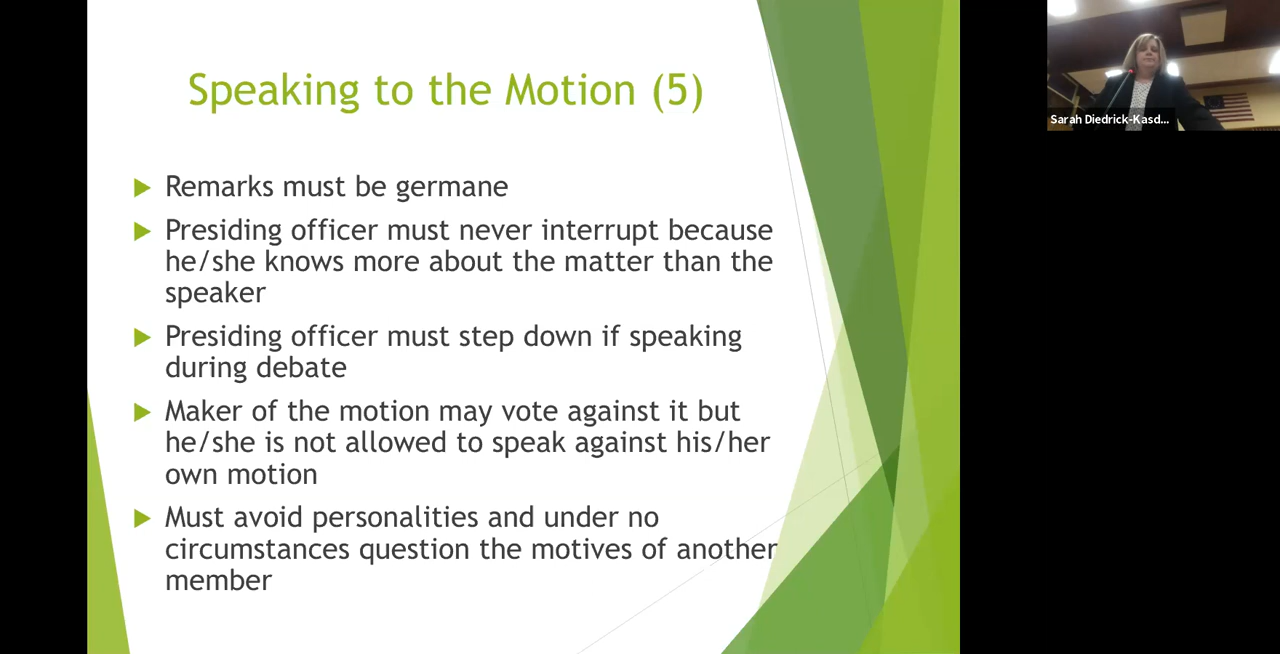 Speaking to the Motion (5)
Remarks must be germane
Presiding officer must never interrupt because
he/she knows more about the matter than the
speaker
Presiding officer must step down if speaking
during debate
Maker of the motion may vote against it but
he/she is not allowed to speak against his/her
own motion
Must avoid personalities and under no
circumstances question the motives of another
member
Sarah Diedrick-Kasd...